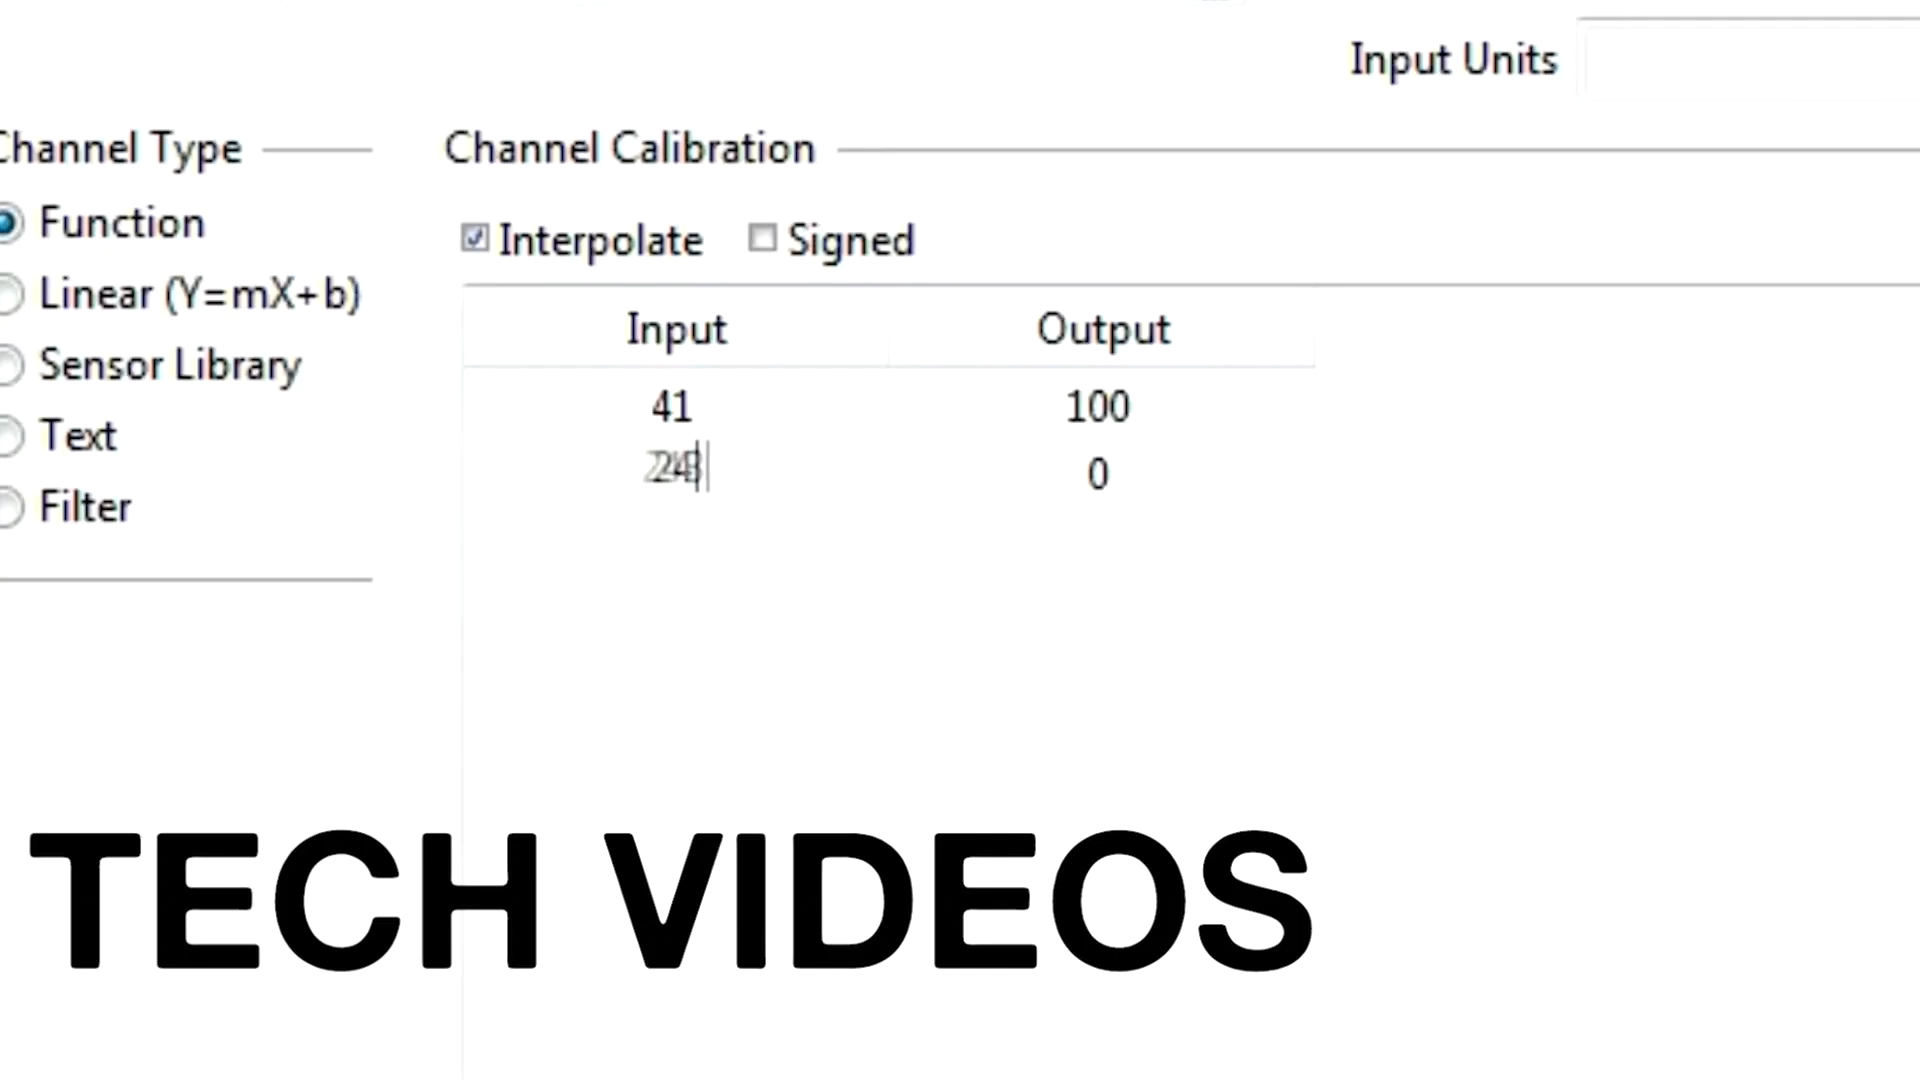 Input Units
Channel Type
Channel Calibration
Function
Interpolate
Signed
Linear (Y=mX+b)
Input
Output
Sensor Library
41
100
Text
0
Filter
TECH VIDEOS